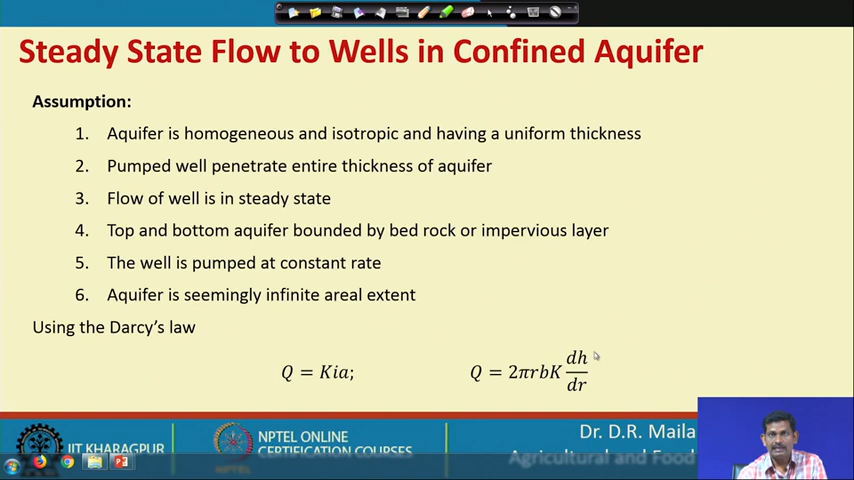 Steady State Flow to Wells in Confined Aquifer
Assumption:
1. Aquifer is homogeneous and isotropic and having a uniform thickness
2. Pumped well penetrate entire thickness of aquifer
3. Flow of well is in steady state
4. Top and bottom aquifer bounded by bed rock or impervious layer
5. The well is pumped at constant rate
6. Aquifer is seemingly infinite areal extent
Using the Darcy's law
Q = Kia; Q = 2πrbK dh/dr
IIT KHARAGPUR
NPTEL ONLINE
CERTIFICATION COURSES
Dr. D.R. Maila
Agricultural and Food